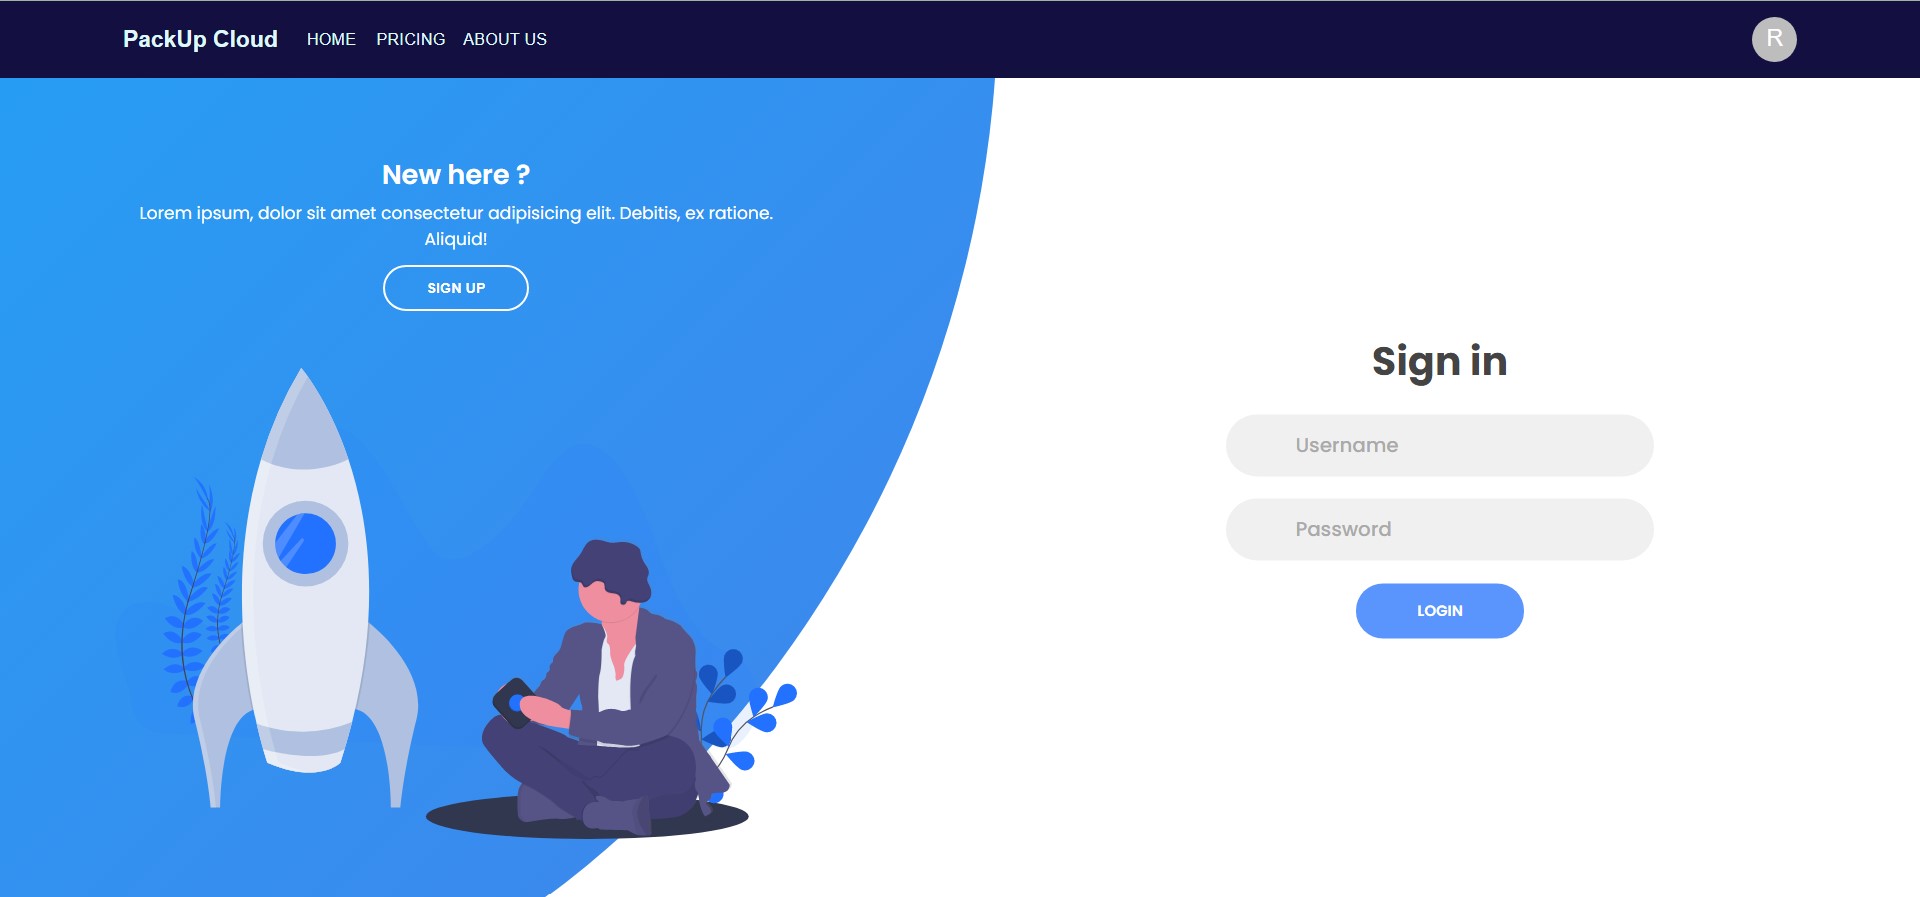 PackUp Cloud HOME PRICING ABOUT US R
New here ?
Lorem ipsum, dolor sit amet consectetur adipisicing elit. Debitis, ex ratione.
Aliquid!
SIGN UP
Sign in
Username
Password
LOGIN